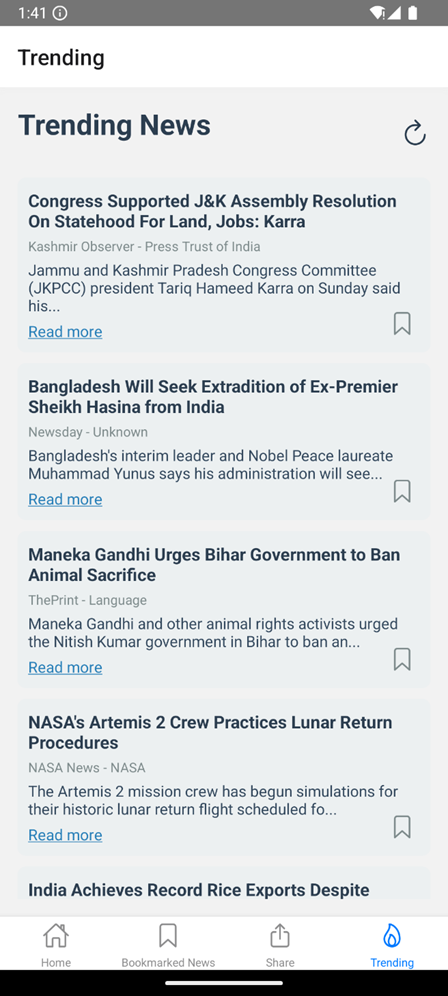 1:41
Trending
Trending News
Congress Supported J&K Assembly Resolution
On Statehood For Land, Jobs: Karra
Kashmir Observer - Press Trust of India
Jammu and Kashmir Pradesh Congress Committee
(JKPCC) president Tariq Hameed Karra on Sunday said
his...
Read more
Bangladesh Will Seek Extradition of Ex-Premier
Sheikh Hasina from India
Newsday - Unknown
Bangladesh's interim leader and Nobel Peace laureate
Muhammad Yunus says his administration will see...
Read more
Maneka Gandhi Urges Bihar Government to Ban
Animal Sacrifice
ThePrint - Language
Maneka Gandhi and other animal rights activists urged
the Nitish Kumar government in Bihar to ban an...
Read more
NASA's Artemis 2 Crew Practices Lunar Return
Procedures
NASA News - NASA
The Artemis 2 mission crew has begun simulations for
their historic lunar return flight scheduled fo...
Read more
India Achieves Record Rice Exports Despite
Home
Bookmarked News
Share
Trending